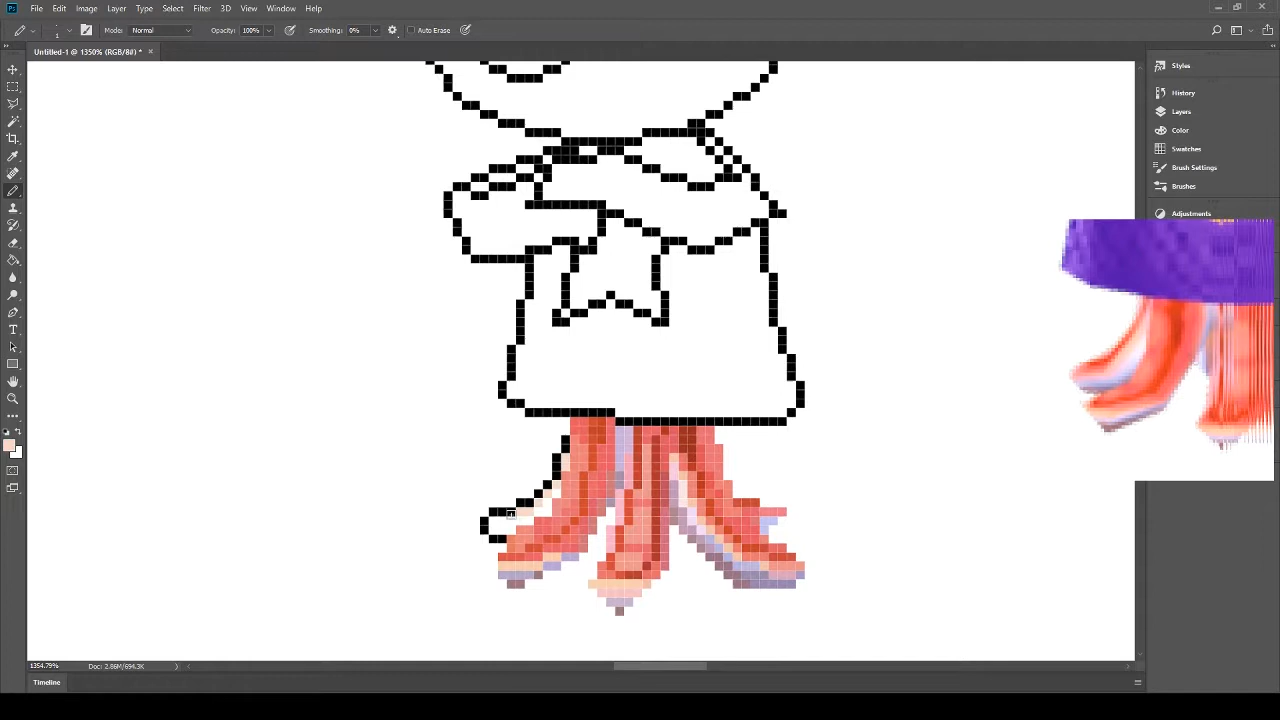 Ps File Edit Image Layer Type Select Filter 3D View Window Help
1 Mode: Normal Opacity: 100% Smoothing: 0% Auto Erase
Untitled-1 @ 1350% (RGB/8#) *
Styles
History
Layers
Color
Swatches
Brush Settings
Brushes
Adjustments
1354.79% Doc: 2.86M/694.3K
Timeline